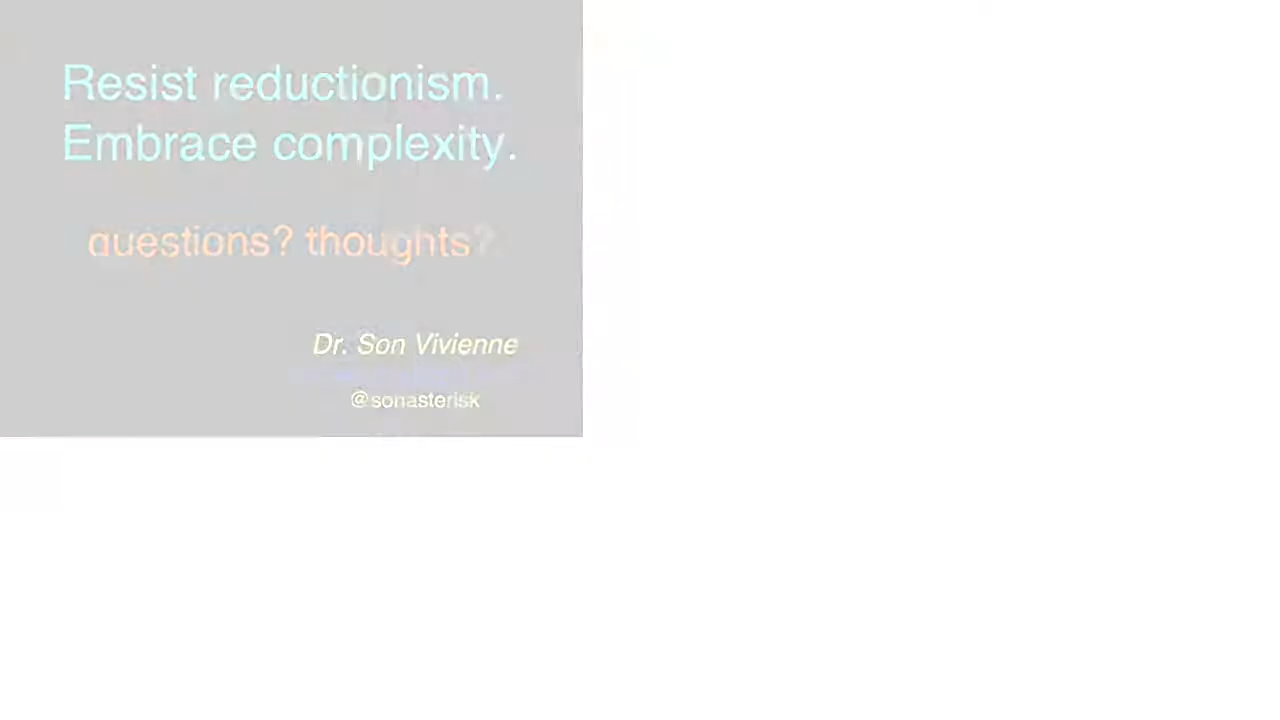 Resist reductionism.
Embrace complexity.
questions? thoughts?
Dr. Son Vivienne
@sonasterisk